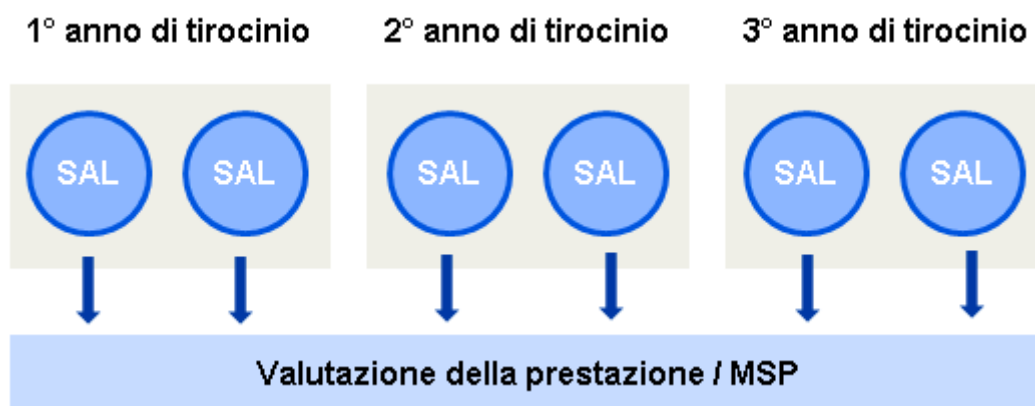 1° anno di tirocinio 2° anno di tirocinio 3° anno di tirocinio
SAL SAL SAL SAL SAL SAL
Valutazione della prestazione / MSP